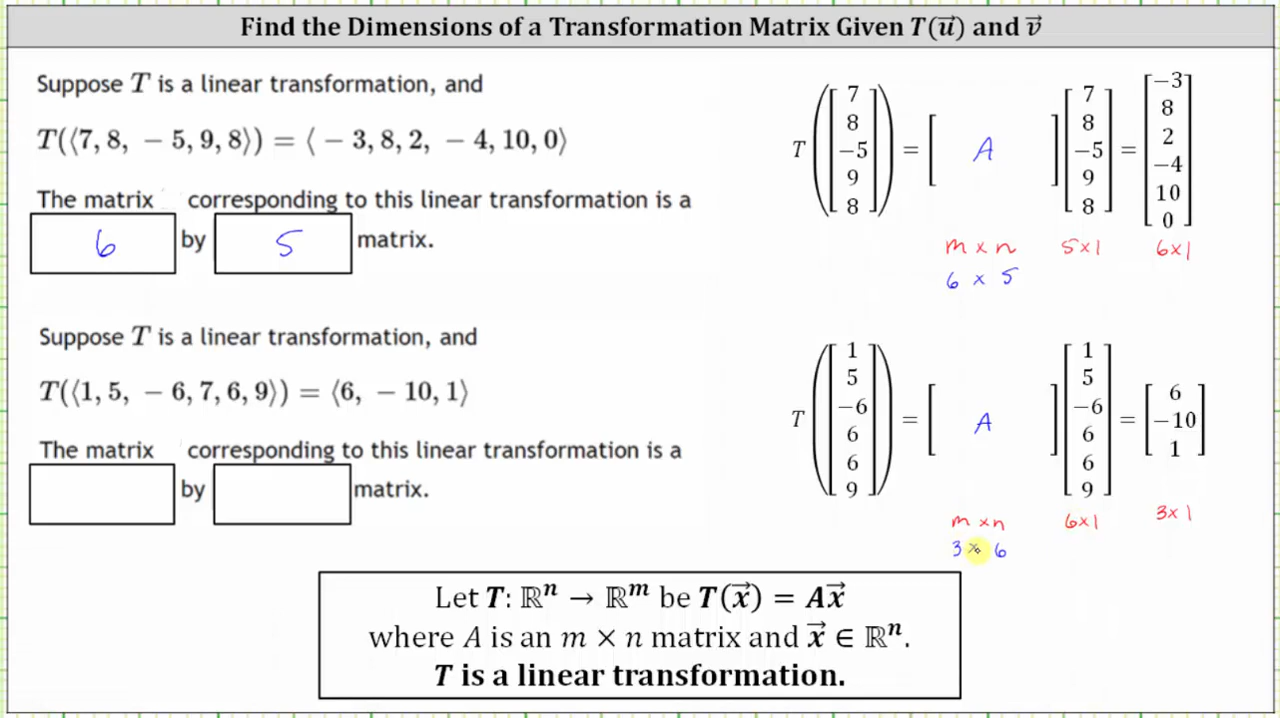 Find the Dimensions of a Transformation Matrix Given T(u⃗) and v⃗
Suppose T is a linear transformation, and
T(⟨7, 8, − 5, 9, 8⟩) = ⟨ − 3, 8, 2, − 4, 10, 0⟩
The matrix corresponding to this linear transformation is a
6 by 5 matrix.
T([7 8 −5 9 8]) = [ A ] [7 8 −5 9 8] = [−3 8 2 −4 10 0]
m × n 5×1 6×1
6 × 5
Suppose T is a linear transformation, and
T(⟨1, 5, − 6, 7, 6, 9⟩) = ⟨6, − 10, 1⟩
The matrix corresponding to this linear transformation is a
by matrix.
T([1 5 −6 6 6 9]) = [ A ] [1 5 −6 6 6 9] = [6 −10 1]
m × n 6×1 3×1
3 × 6
Let T: ℝⁿ → ℝᵐ be T(x⃗) = Ax⃗
where A is an m × n matrix and x⃗ ∈ ℝⁿ.
T is a linear transformation.